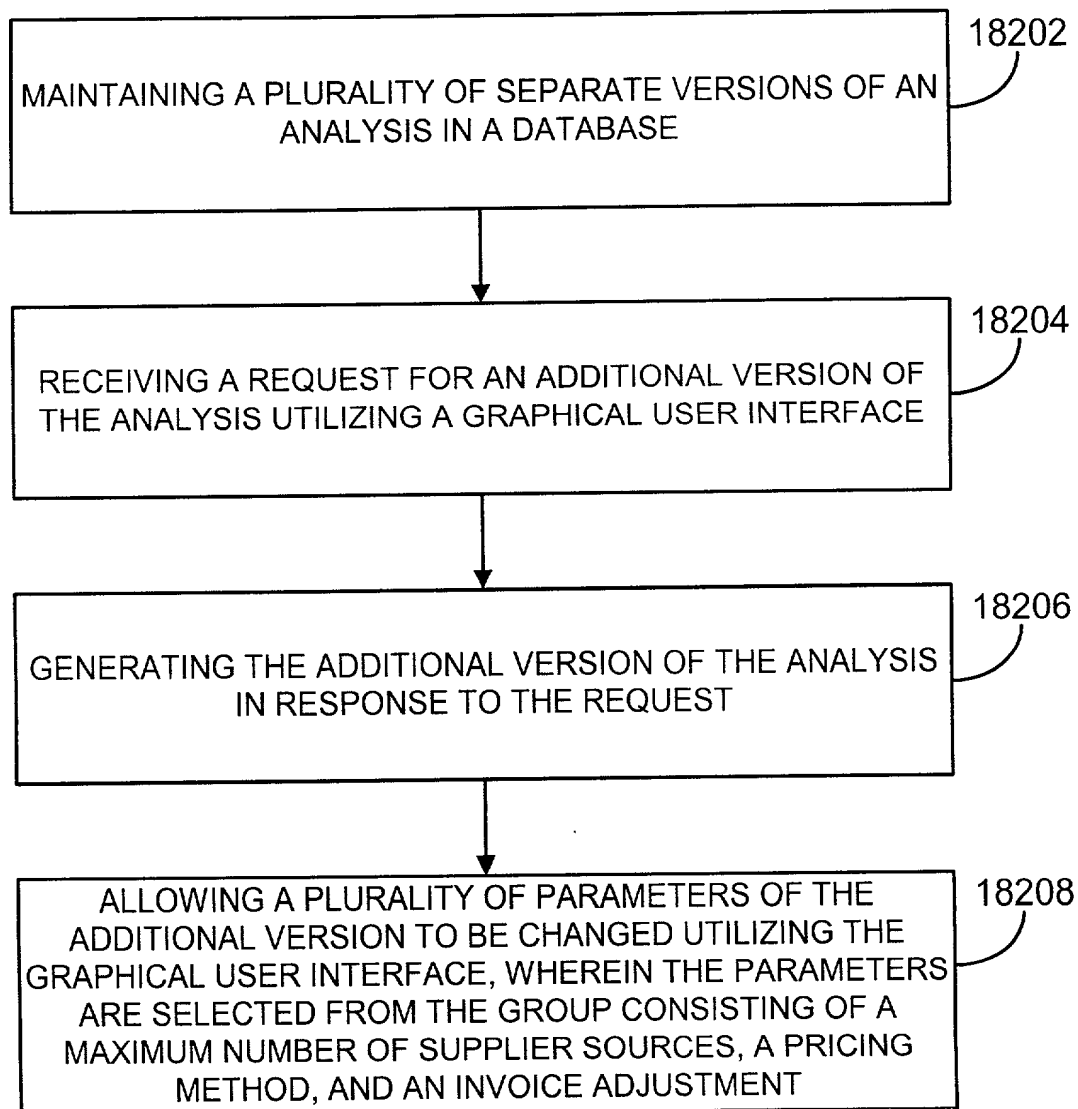 18202
MAINTAINING A PLURALITY OF SEPARATE VERSIONS OF AN
ANALYSIS IN A DATABASE
18204
RECEIVING A REQUEST FOR AN ADDITIONAL VERSION OF
THE ANALYSIS UTILIZING A GRAPHICAL USER INTERFACE
18206
GENERATING THE ADDITIONAL VERSION OF THE ANALYSIS
IN RESPONSE TO THE REQUEST
18208
ALLOWING A PLURALITY OF PARAMETERS OF THE
ADDITIONAL VERSION TO BE CHANGED UTILIZING THE
GRAPHICAL USER INTERFACE, WHEREIN THE PARAMETERS
ARE SELECTED FROM THE GROUP CONSISTING OF A
MAXIMUM NUMBER OF SUPPLIER SOURCES, A PRICING
METHOD, AND AN INVOICE ADJUSTMENT